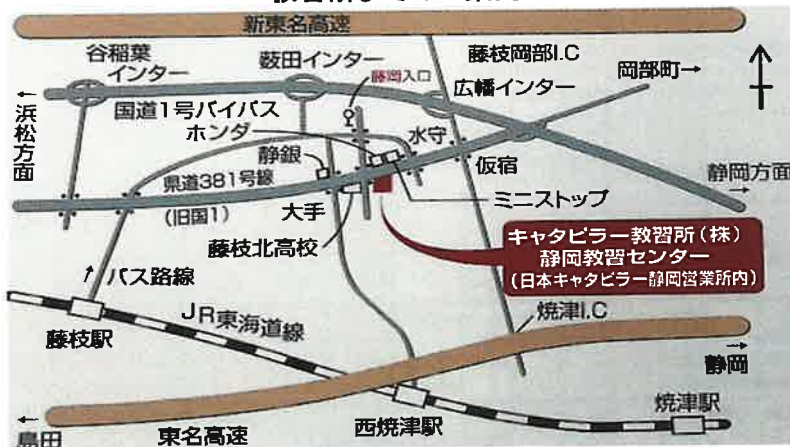 新東名高速
谷稲葉
インター
薮田インター
藤岡入口
藤枝岡部I.C
岡部町→
広幡インター
←
浜松方面
国道1号バイパス
ホンダ
水守
静銀
仮宿
静岡方面
→
県道381号線
(旧国1)
大手
ミニストップ
藤枝北高校
キャタピラー教習所(株)
静岡教習センター
(日本キャタピラー静岡営業所内)
バス路線
JR東海道線
藤枝駅
焼津I.C
→
静岡
←
島田
東名高速
西焼津駅
焼津駅